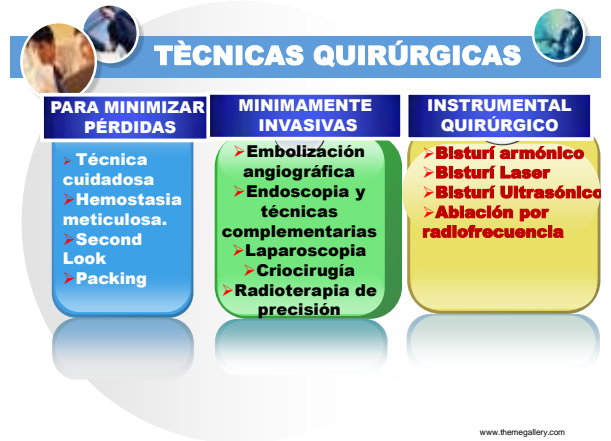 TÈCNICAS QUIRÚRGICAS
PARA MINIMIZAR
PÉRDIDAS
➢ Técnica
cuidadosa
➢Hemostasia
meticulosa.
➢Second
Look
➢Packing
MINIMAMENTE
INVASIVAS
➢Embolización
angiográfica
➢Endoscopia y
técnicas
complementarias
➢Laparoscopia
➢Criocirugía
➢Radioterapia de
precisión
INSTRUMENTAL
QUIRÚRGICO
➢Bisturí armónico
➢Bisturí Laser
➢Bisturí Ultrasónico
➢Ablación por
radiofrecuencia
www.themegallery.com